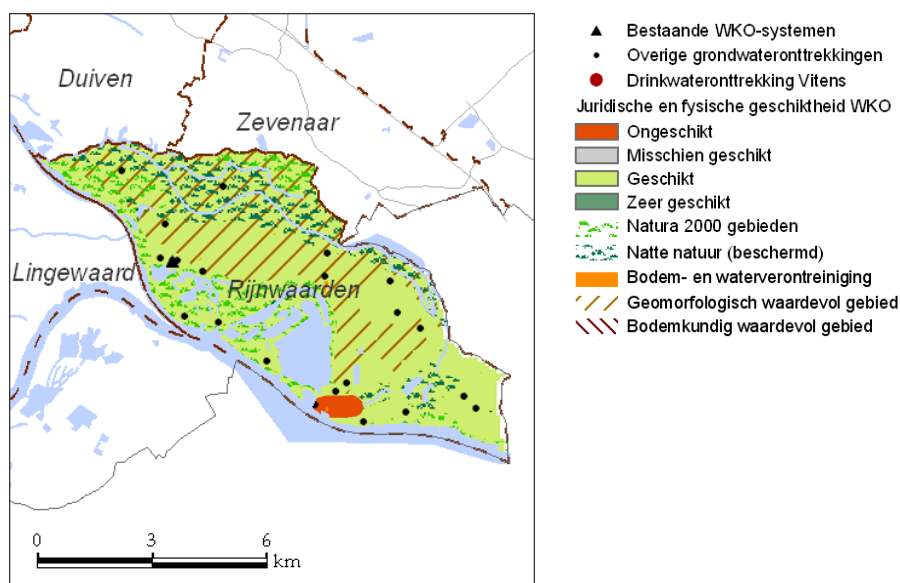 Duiven
Zevenaar
Lingewaard
Rijnwaarden
0 3 6
km
Bestaande WKO-systemen
Overige grondwateronttrekkingen
Drinkwateronttrekking Vitens
Juridische en fysische geschiktheid WKO
Ongeschikt
Misschien geschikt
Geschikt
Zeer geschikt
Natura 2000 gebieden
Natte natuur (beschermd)
Bodem- en waterverontreiniging
Geomorfologisch waardevol gebied
Bodemkundig waardevol gebied